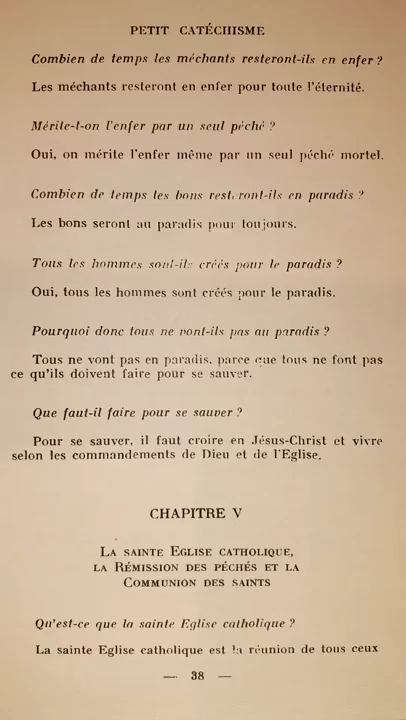 PETIT CATÉCHISME
Combien de temps les méchants resteront-ils en enfer ?
Les méchants resteront en enfer pour toute l'éternité.
Mérite-t-on l'enfer par un seul péché ?
Oui, on mérite l'enfer même par un seul péché mortel.
Combien de temps les bons resteront-ils en paradis ?
Les bons seront au paradis pour toujours.
Tous les hommes sont-ils créés pour le paradis ?
Oui, tous les hommes sont créés pour le paradis.
Pourquoi donc tous ne vont-ils pas au paradis ?
Tous ne vont pas en paradis, parce que tous ne font pas
ce qu'ils doivent faire pour se sauver.
Que faut-il faire pour se sauver ?
Pour se sauver, il faut croire en Jésus-Christ et vivre
selon les commandements de Dieu et de l'Eglise.
CHAPITRE V
LA SAINTE EGLISE CATHOLIQUE,
LA RÉMISSION DES PÉCHÉS ET LA
COMMUNION DES SAINTS
Qu'est-ce que la sainte Eglise catholique ?
La sainte Eglise catholique est la réunion de tous ceux
— 38 —